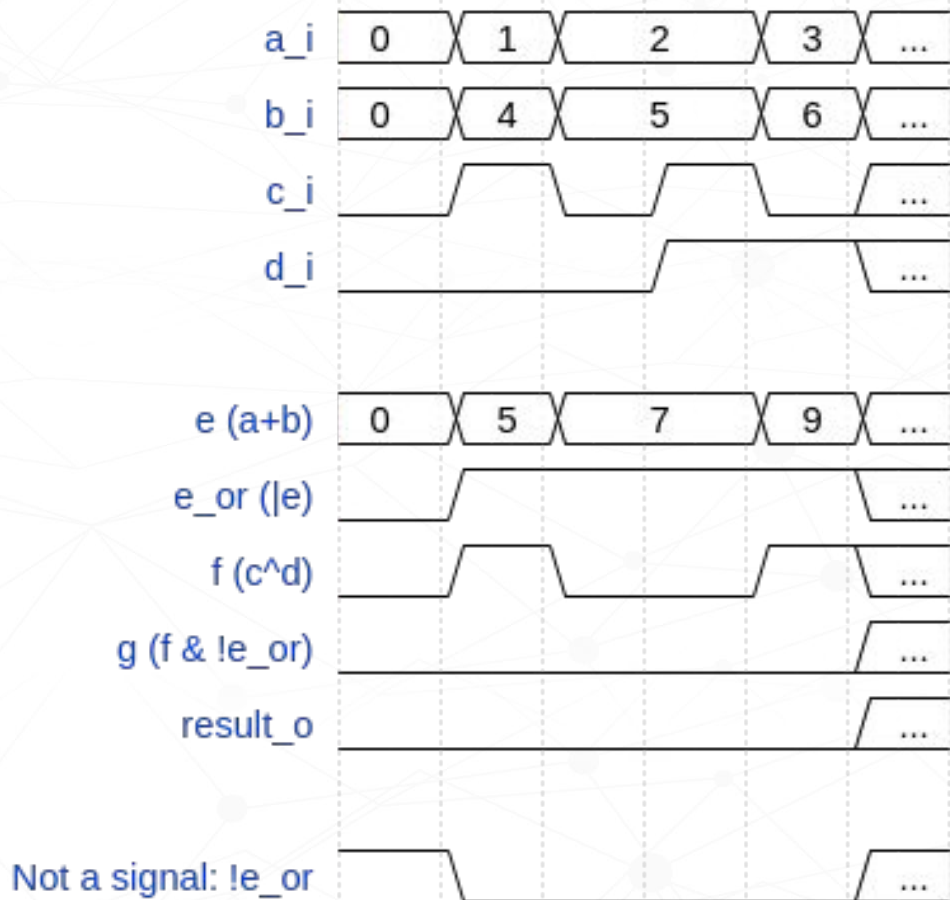 a_i 0 1 2 3 ...
b_i 0 4 5 6 ...
c_i ...
d_i ...
e (a+b) 0 5 7 9 ...
e_or (|e) ...
f (c^d) ...
g (f & !e_or) ...
result_o ...
Not a signal: !e_or ...